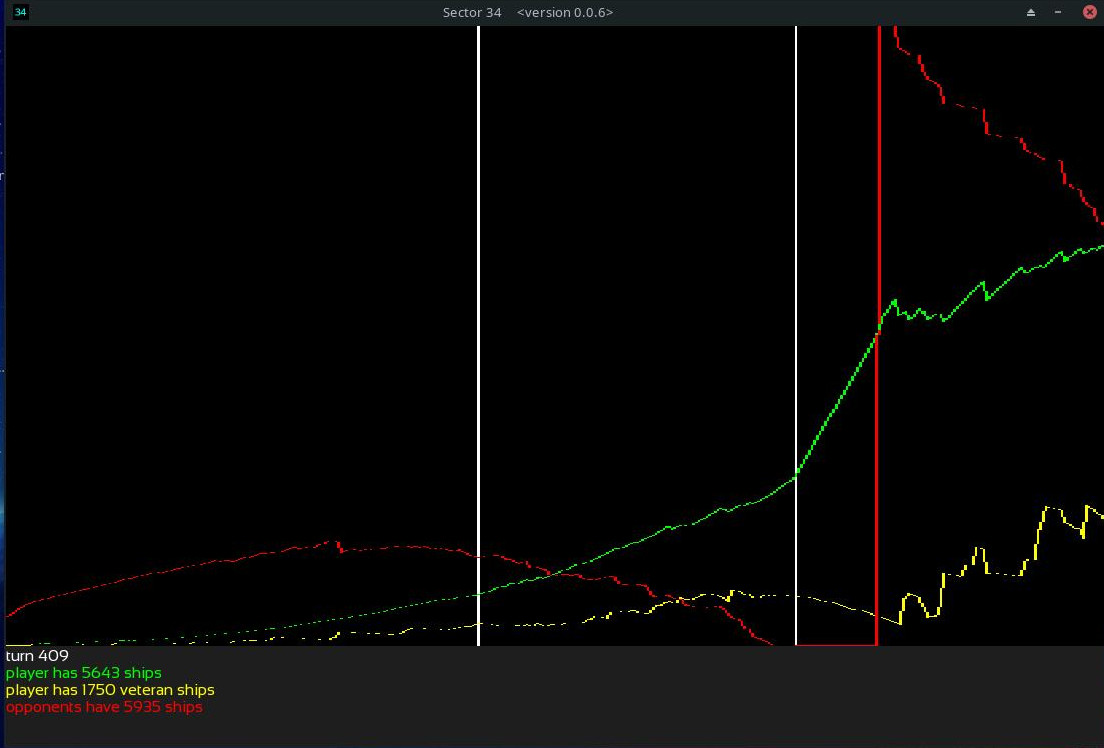 34 Sector 34 <version 0.0.6>
turn 409
player has 5643 ships
player has 1750 veteran ships
opponents have 5935 ships